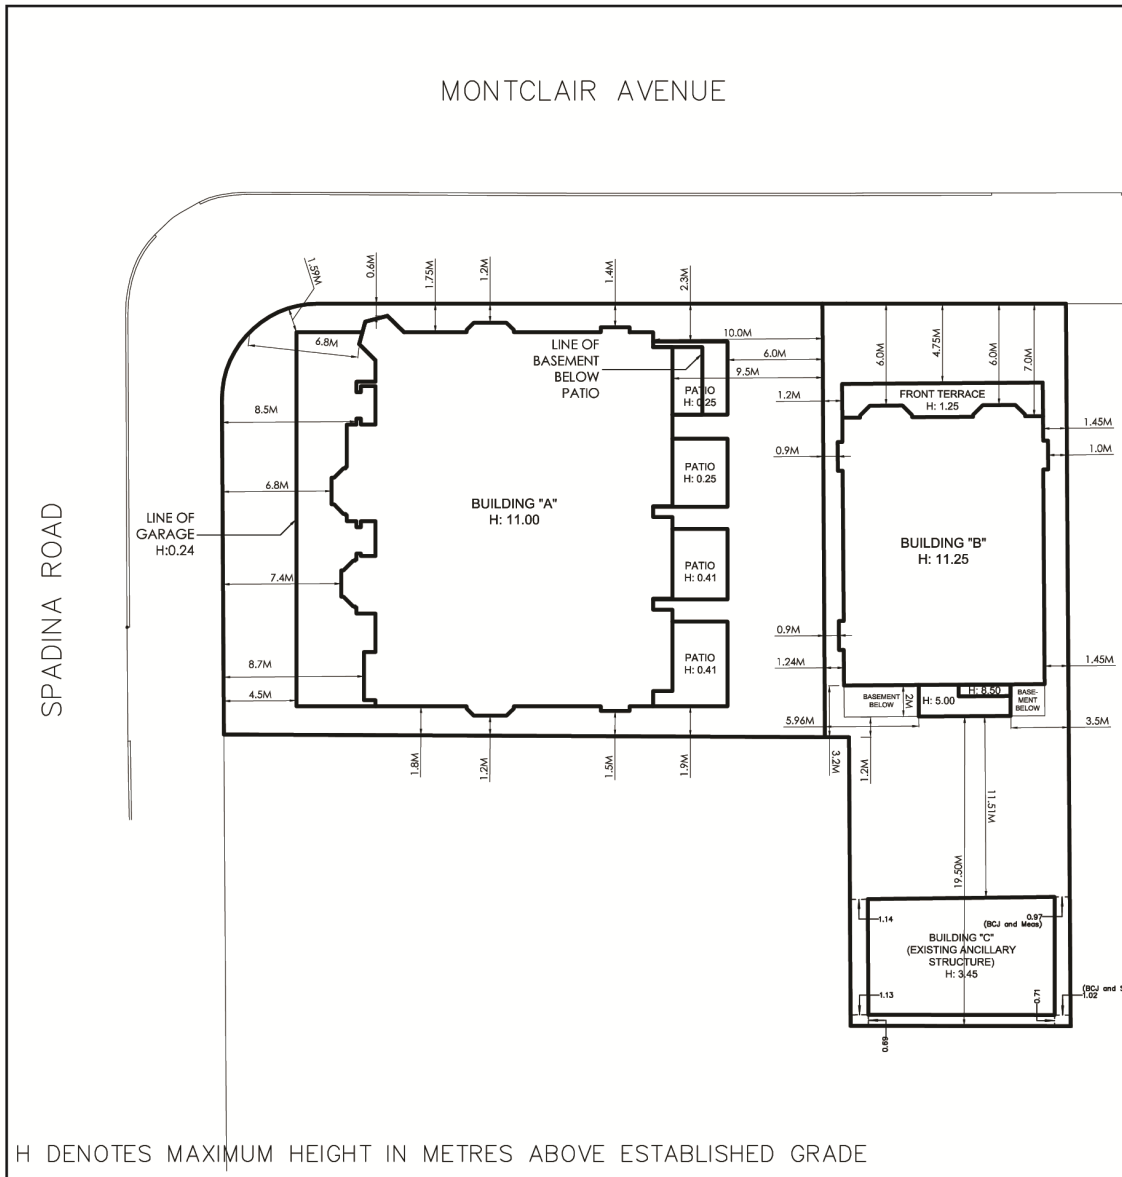 MONTCLAIR AVENUE
1.59M
0.6M
1.75M
1.2M
1.4M
2.3M
6.8M
LINE OF
BASEMENT
BELOW
PATIO
10.0M
6.0M
9.5M
PATIO
H: 0.25
6.0M
4.75M
6.0M
7.0M
1.2M
FRONT TERRACE
H: 1.25
8.5M
1.45M
0.9M
1.0M
PATIO
H: 0.25
6.8M
LINE OF
GARAGE
H:0.24
BUILDING "A"
H: 11.00
BUILDING "B"
H: 11.25
SPADINA ROAD
PATIO
H: 0.41
7.4M
0.9M
PATIO
H: 0.41
8.7M
1.24M
1.45M
4.5M
BASEMENT
BELOW
2M
H: 5.00
H: 8.50
BASE-
MENT
BELOW
5.96M
3.5M
1.8M
1.2M
1.5M
1.9M
3.2M
1.2M
11.51M
19.50M
1.14
0.97
(BCJ and Meas)
BUILDING "C"
(EXISTING ANCILLARY
STRUCTURE)
H: 3.45
1.13
0.71
(BCJ and S
1.02
0.69
H DENOTES MAXIMUM HEIGHT IN METRES ABOVE ESTABLISHED GRADE